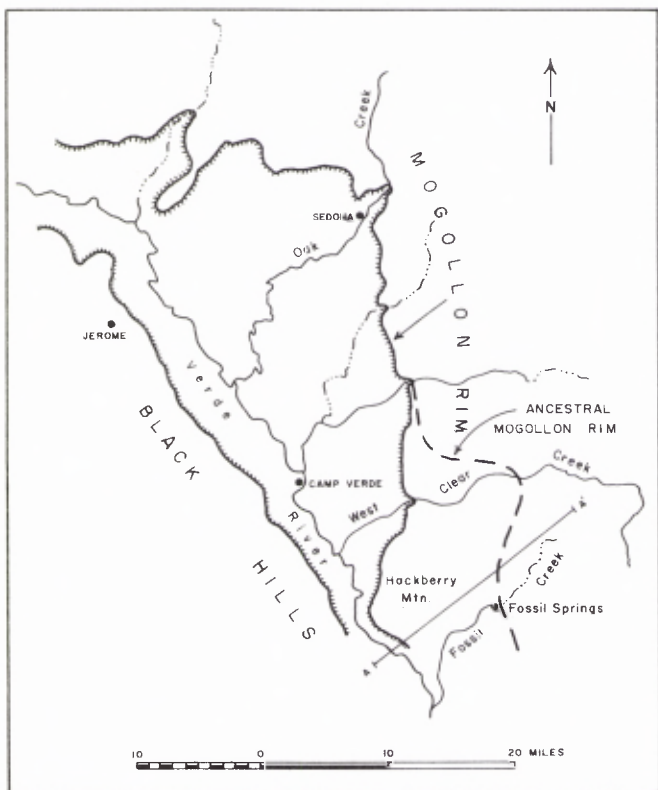 N
Creek
MOGOLLON RIM
SEDONA
Oak
JEROME
Verde
River
BLACK
HILLS
ANCESTRAL
MOGOLLON RIM
CAMP VERDE
West
Clear
Creek
A'
Hackberry
Mtn.
Creek
Fossil Springs
Fossil
A
10 0 10 20 MILES